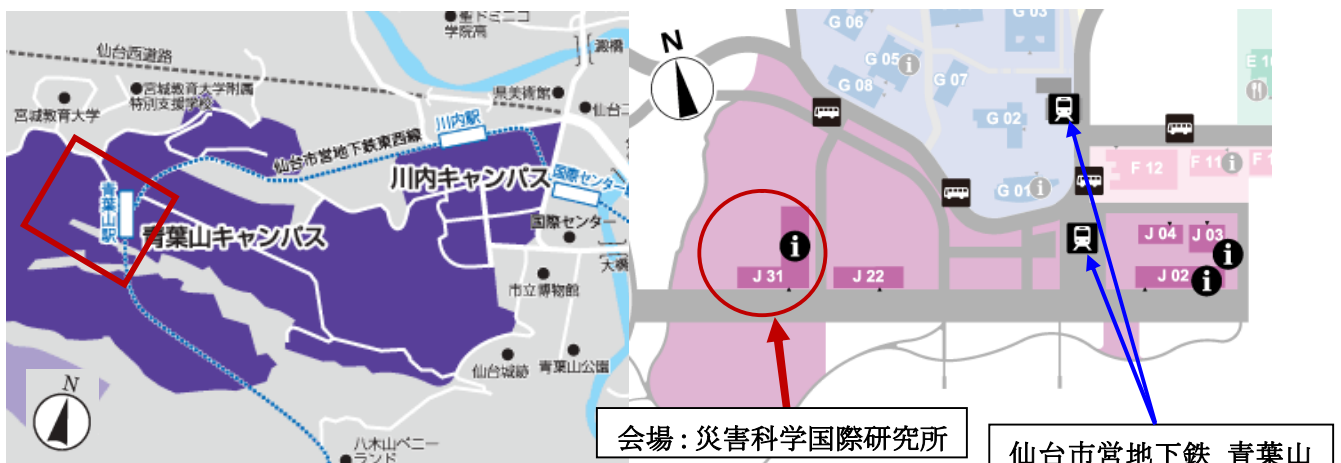 聖ドミニコ
学院高
仙台西道路
澱橋
宮城教育大学附属
特別支援学校
宮城教育大学
県美術館
仙台二
川内駅
仙台市営地下鉄東西線
川内キャンパス
国際センター
青葉山駅
青葉山キャンパス
国際センター
大橋
市立博物館
仙台城跡
青葉山公園
N
八木山ベニー
ランド
N
G 06
G 03
G 05
i
G 08
G 07
G 02
G 01
i
E 1
F 12
F 11
i
F 1
J 04
J 03
i
J 31
i
J 22
J 02
i
会場：災害科学国際研究所
仙台市営地下鉄 青葉山